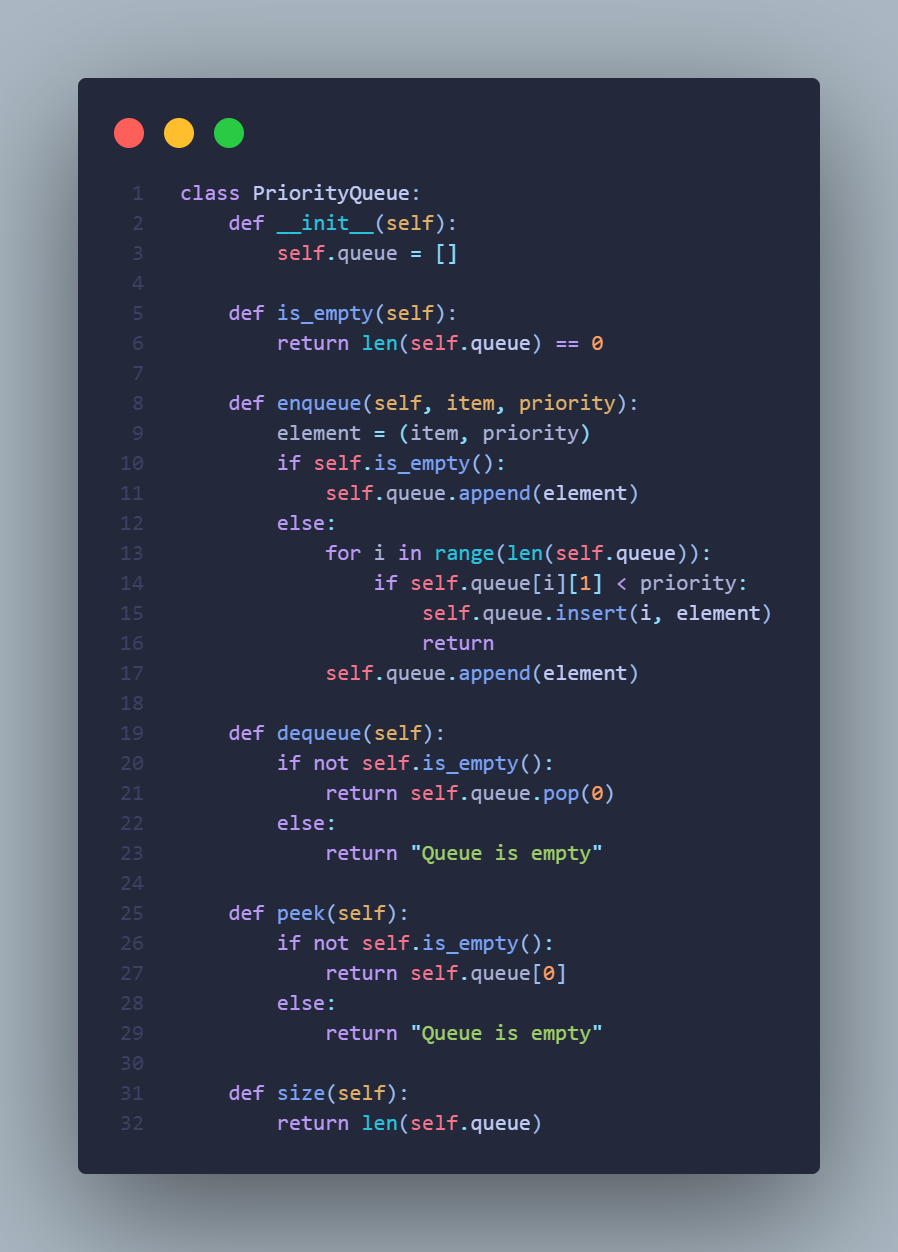 1 class PriorityQueue:
2     def __init__(self):
3         self.queue = []
4
5     def is_empty(self):
6         return len(self.queue) == 0
7
8     def enqueue(self, item, priority):
9         element = (item, priority)
10         if self.is_empty():
11             self.queue.append(element)
12         else:
13             for i in range(len(self.queue)):
14                 if self.queue[i][1] < priority:
15                     self.queue.insert(i, element)
16                     return
17             self.queue.append(element)
18
19     def dequeue(self):
20         if not self.is_empty():
21             return self.queue.pop(0)
22         else:
23             return "Queue is empty"
24
25     def peek(self):
26         if not self.is_empty():
27             return self.queue[0]
28         else:
29             return "Queue is empty"
30
31     def size(self):
32         return len(self.queue)